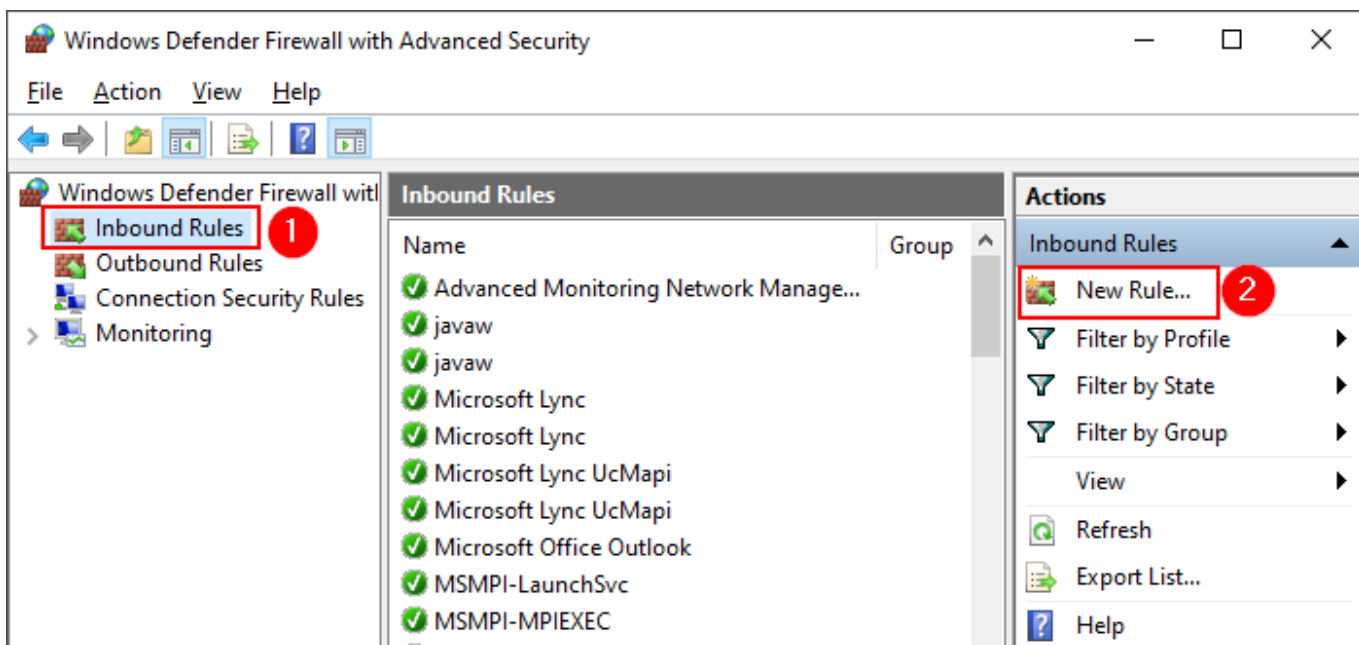 Windows Defender Firewall with Advanced Security
File Action View Help
Windows Defender Firewall witl
Inbound Rules
1
Outbound Rules
Connection Security Rules
Monitoring
Inbound Rules
Name Group
Advanced Monitoring Network Manage...
javaw
javaw
Microsoft Lync
Microsoft Lync
Microsoft Lync UcMapi
Microsoft Lync UcMapi
Microsoft Office Outlook
MSMPI-LaunchSvc
MSMPI-MPIEXEC
Actions
Inbound Rules
New Rule...
2
Filter by Profile
Filter by State
Filter by Group
View
Refresh
Export List...
Help